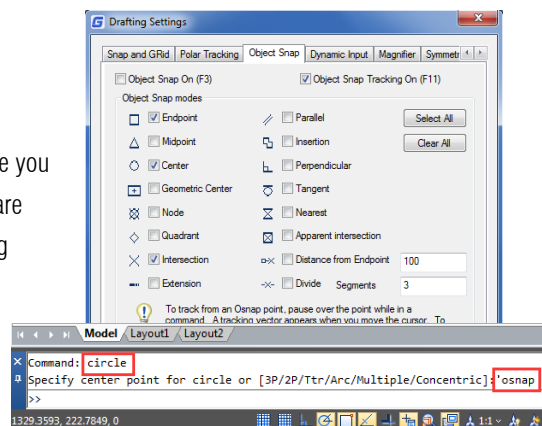 Drafting Settings
Snap and GRid Polar Tracking Object Snap Dynamic Input Magnifier Symmetr
Object Snap On (F3) Object Snap Tracking On (F11)
Object Snap modes
Endpoint Parallel Select All
Midpoint Insertion Clear All
e you
Center Perpendicular
are
Geometric Center Tangent
Node Nearest
g
Quadrant Apparent intersection
Intersection Distance from Endpoint 100
Extension Divide Segments 3
To track from an Osnap point, pause over the point while in a
command. A tracking vector appears when you move the cursor. To
Model Layout1 Layout2
Command: circle
Specify center point for circle or [3P/2P/Ttr/Arc/Multiple/Concentric]:'osnap
>>
1329.3593, 222.7849, 0 1:1